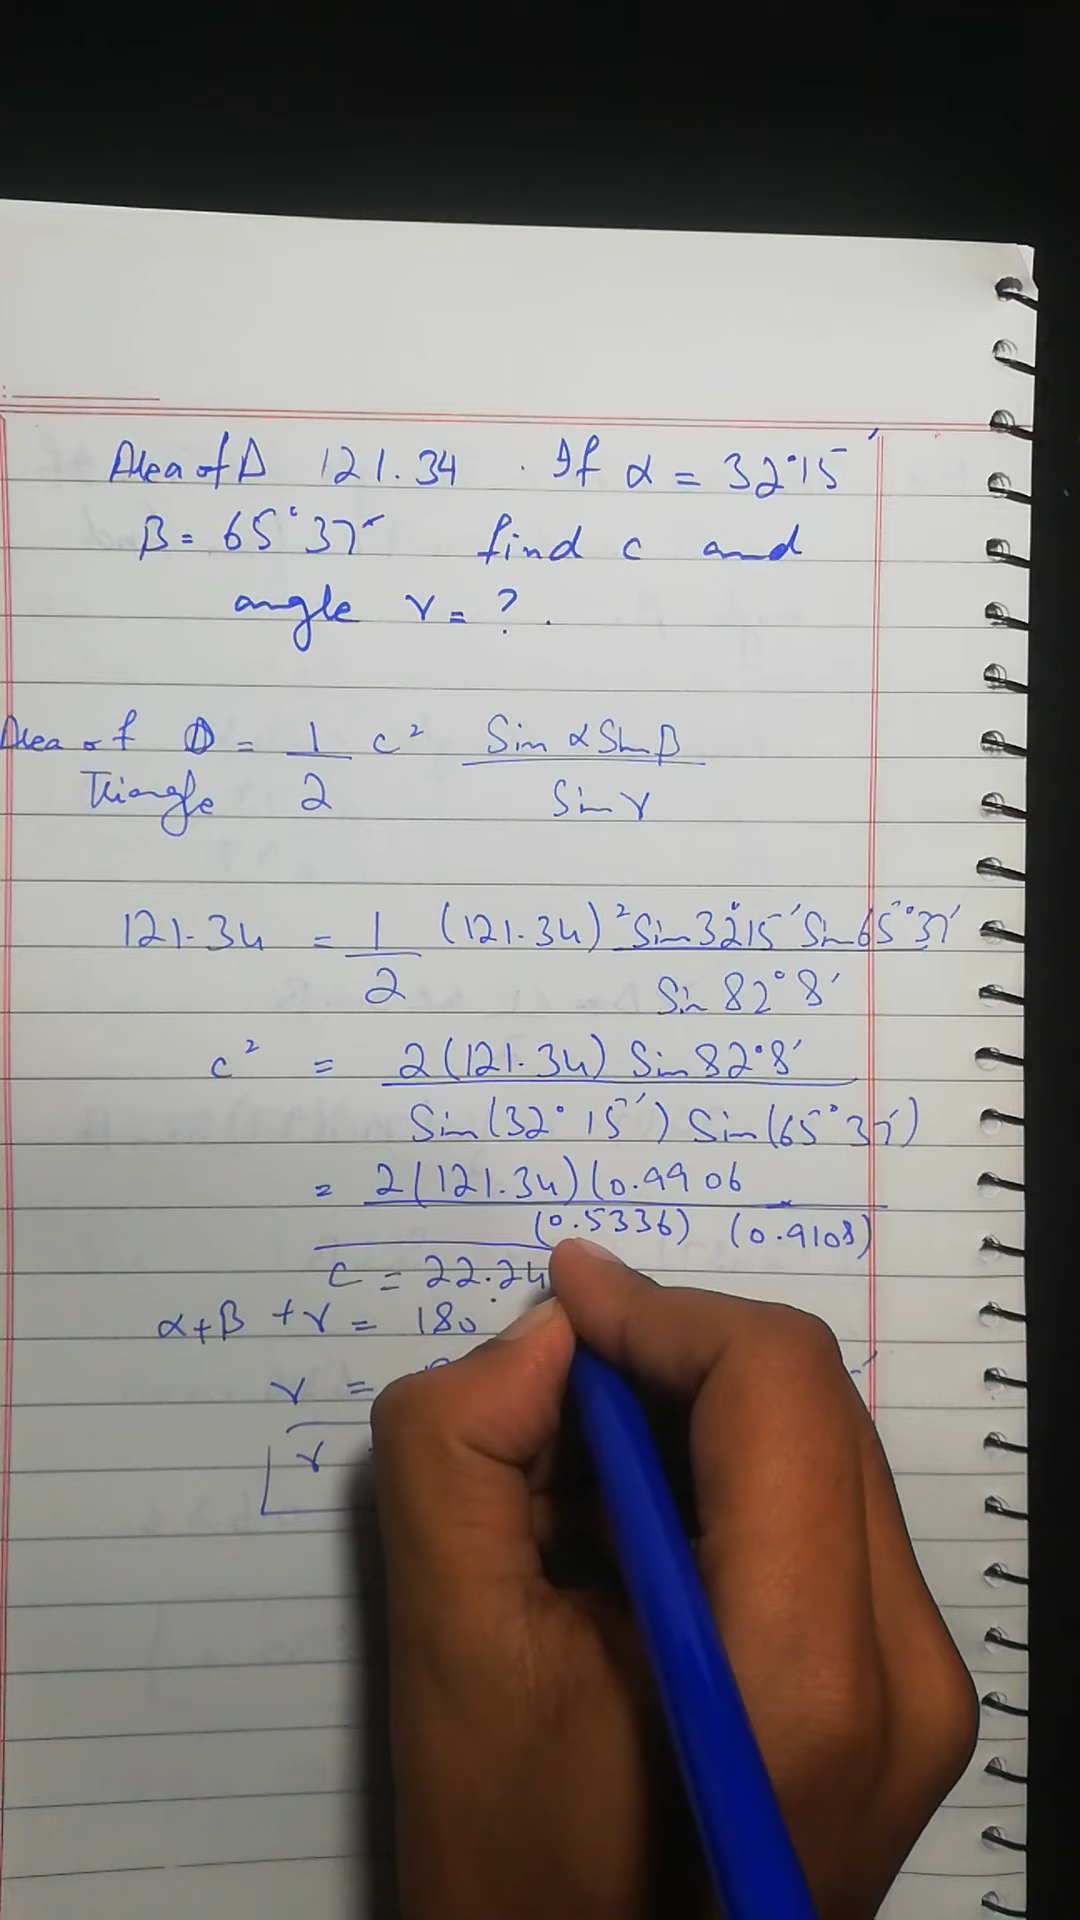 Area of Δ 121.34 . If α = 32°15′
β = 65°37′ find c and
angle γ = ? .
Area of Δ = 1/2 c² Sin α Sin β / Sin γ
Triangle
121.34 = 1/2 (121.34)² Sin 32°15′ Sin 65°37′ / Sin 82°8′
c² = 2(121.34) Sin 82°8′ / Sin(32°15′) Sin(65°37′)
= 2(121.34)(0.9906 / (0.5336) (0.9108)
c = 22.24
α + β + γ = 180
γ =
γ